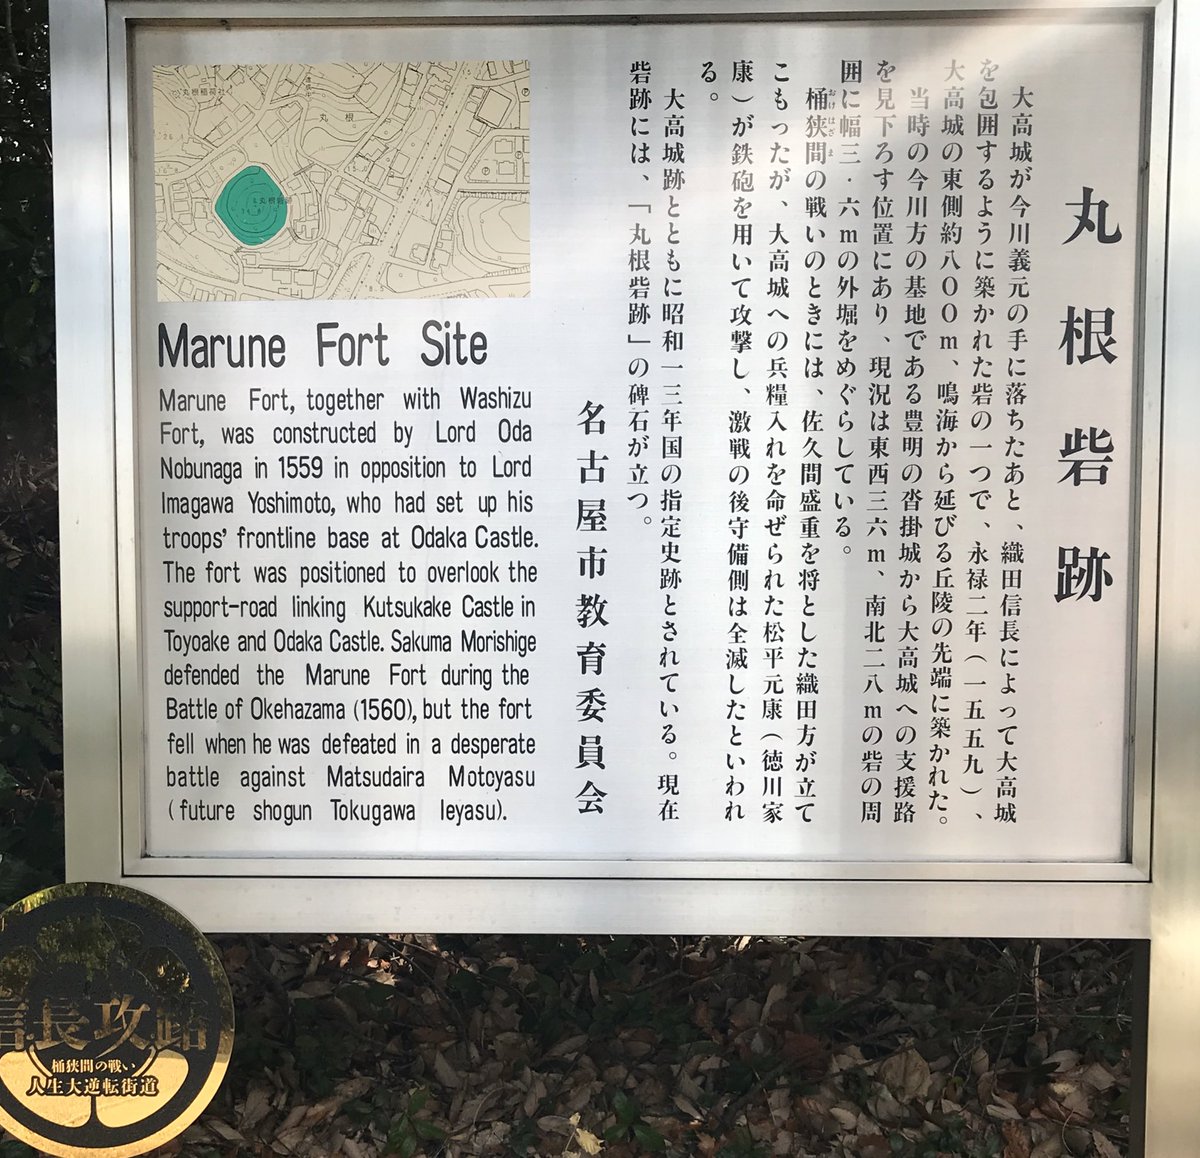 丸根砦跡
大高城が今川義元の手に落ちたあと、織田信長によって大高城
を包囲するように築かれた砦の一つで、永禄二年(一五五九)、
大高城の東側約八〇〇m、鳴海から延びる丘陵の先端に築かれた。
当時の今川方の基地である豊明の沓掛城から大高城への支援路
を見下ろす位置にあり、現況は東西三六m、南北二八mの砦の周
囲に幅三・六mの外堀をめぐらしている。
桶狭間の戦いのときには、佐久間盛重を将とした織田方が立て
おけはざま
こもったが、大高城への兵糧入れを命ぜられた松平元康(徳川家
康)が鉄砲を用いて攻撃し、激戦の後守備側は全滅したといわれ
る。
大高城跡とともに昭和一三年国の指定史跡とされている。現在
砦跡には、「丸根砦跡」の碑石が立つ。
名古屋市教育委員会
丸根
丸根砦跡
Marune Fort Site
Marune Fort, together with Washizu
Fort, was constructed by Lord Oda
Nobunaga in 1559 in opposition to Lord
Imagawa Yoshimoto, who had set up his
troops' frontline base at Odaka Castle.
The fort was positioned to overlook the
support-road linking Kutsukake Castle in
Toyoake and Odaka Castle. Sakuma Morishige
defended the Marune Fort during the
Battle of Okehazama (1560), but the fort
fell when he was defeated in a desperate
battle against Matsudaira Motoyasu
(future shogun Tokugawa Ieyasu).
信長攻路
桶狭間の戦い
人生大逆転街道